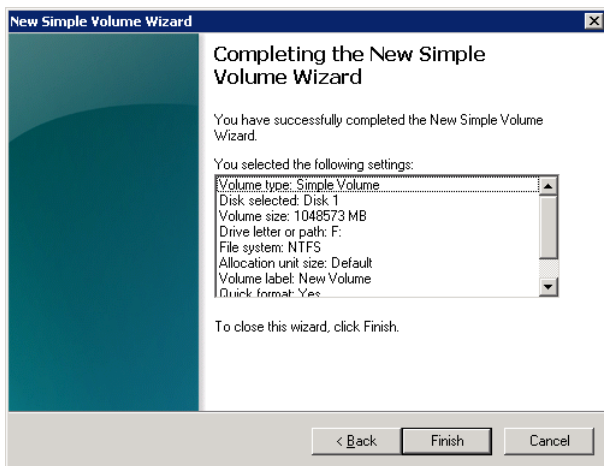 New Simple Volume Wizard
Completing the New Simple
Volume Wizard
You have successfully completed the New Simple Volume
Wizard.
You selected the following settings:
Volume type: Simple Volume
Disk selected: Disk 1
Volume size: 1048573 MB
Drive letter or path: F:
File system: NTFS
Allocation unit size: Default
Volume label: New Volume
Quick format: Yes
To close this wizard, click Finish.
< Back
Finish
Cancel